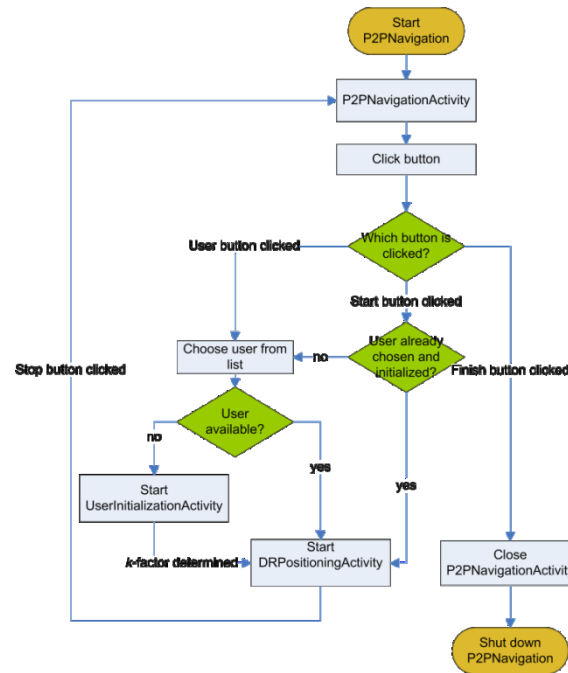 Start
P2PNavigation
P2PNavigationActivity
Click button
Which button is
clicked?
User button clicked
Start button clicked
User already
chosen and
initialized?
no
Choose user from
list
Stop button clicked
Finish button clicked
User
available?
no
yes
yes
Start
UserInitializationActivity
k-factor determined
Start
DRPositioningActivity
Close
P2PNavigationActivity
Shut down
P2PNavigation